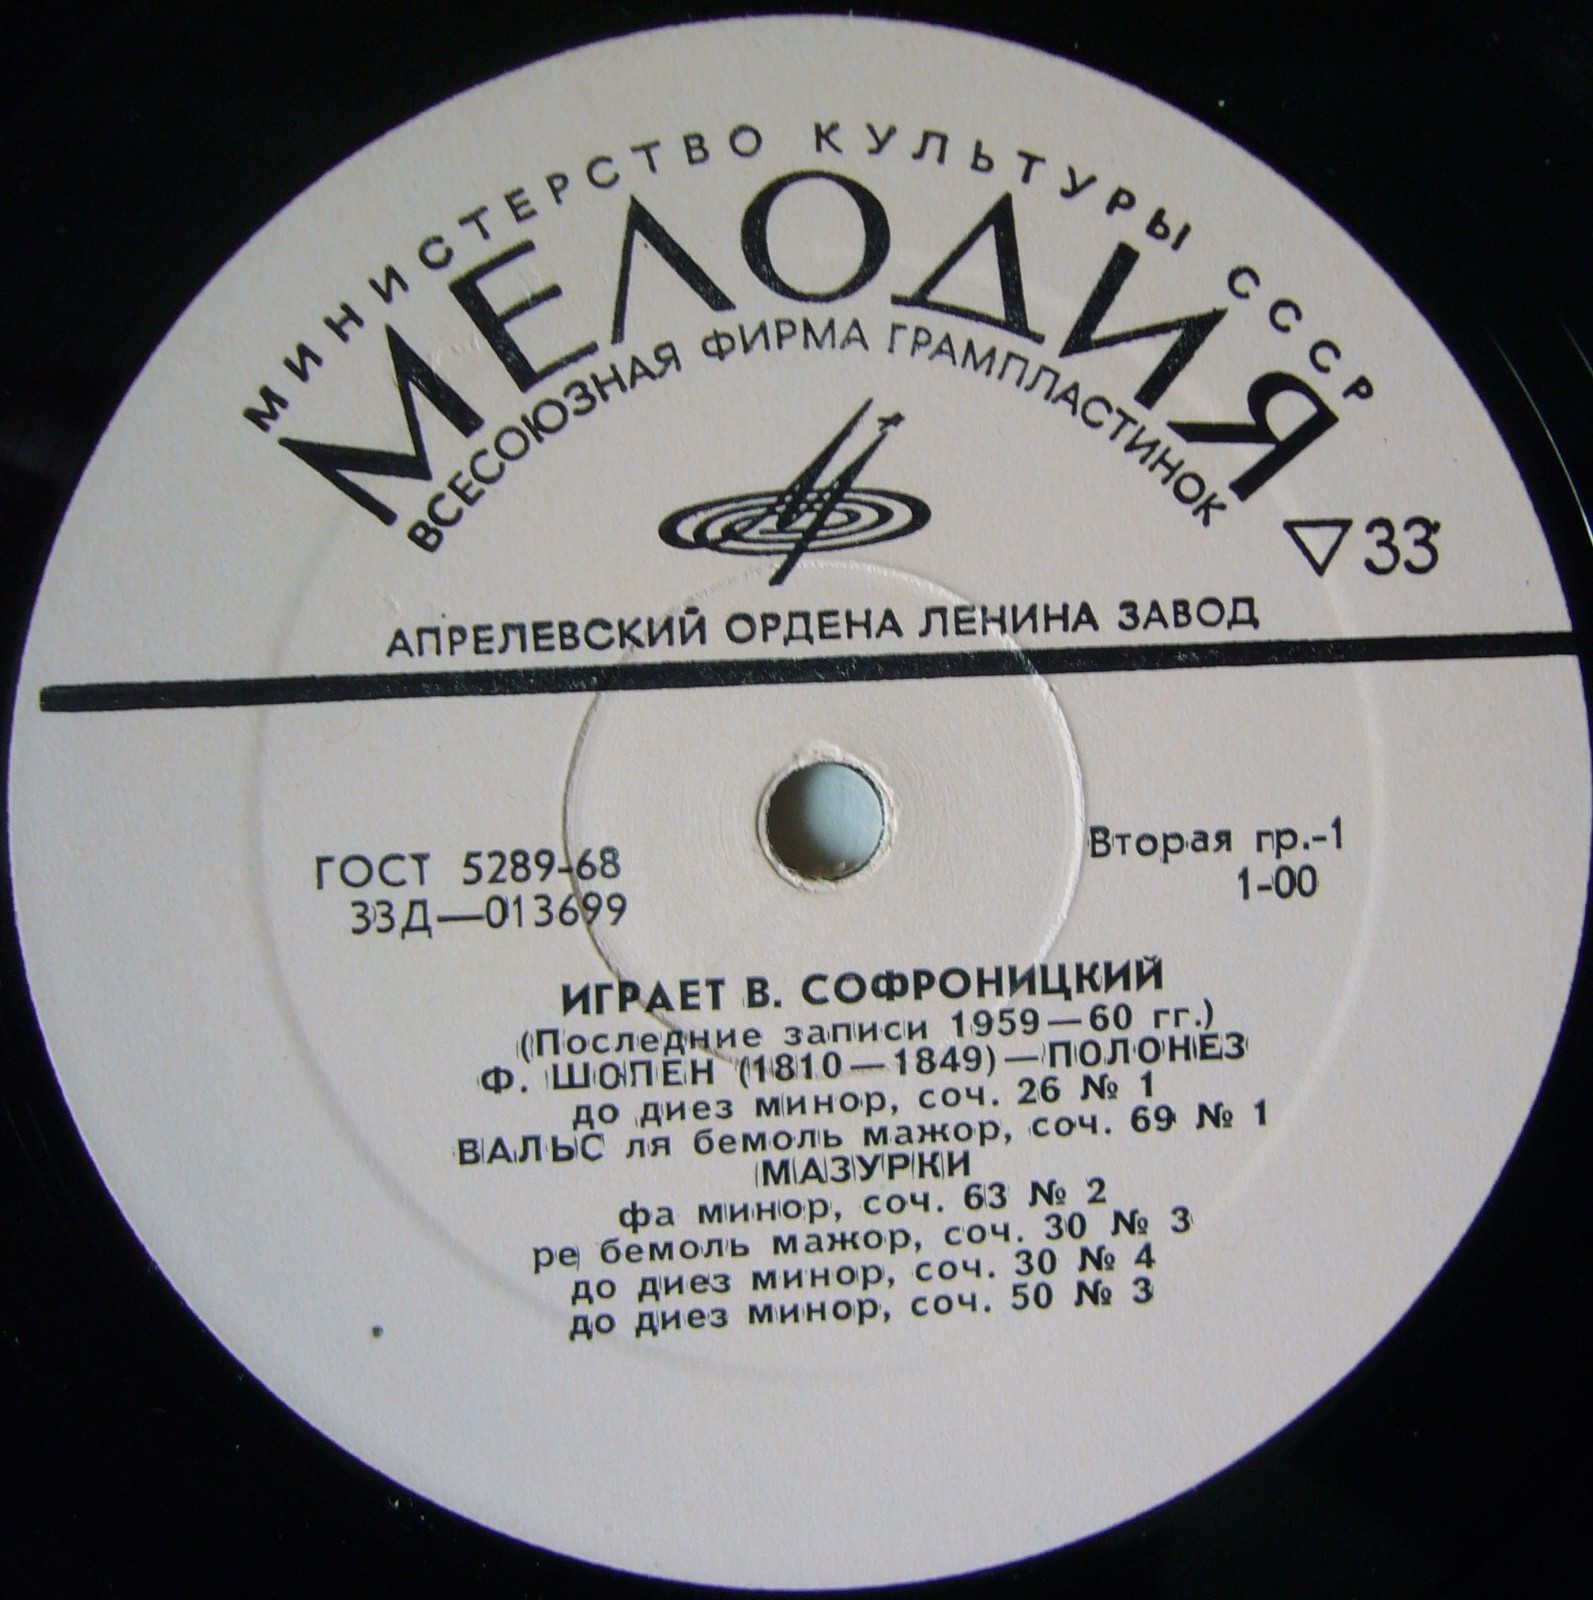 МИНИСТЕРСТВО КУЛЬТУРЫ СССР
МЕЛОДИЯ
ВСЕСОЮЗНАЯ ФИРМА ГРАМПЛАСТИНОК
33
АПРЕЛЕВСКИЙ ОРДЕНА ЛЕНИНА ЗАВОД
ГОСТ 5289-68
33Д—013699
Вторая гр.-1
1-00
ИГРАЕТ В. СОФРОНИЦКИЙ
(Последние записи 1959—60 гг.)
Ф. ШОПЕН (1810—1849)—ПОЛОНЕЗ
до диез минор, соч. 26 № 1
ВАЛЬС ля бемоль мажор, соч. 69 № 1
МАЗУРКИ
фа минор, соч. 63 № 2
ре бемоль мажор, соч. 30 № 3
до диез минор, соч. 30 № 4
до диез минор, соч. 50 № 3